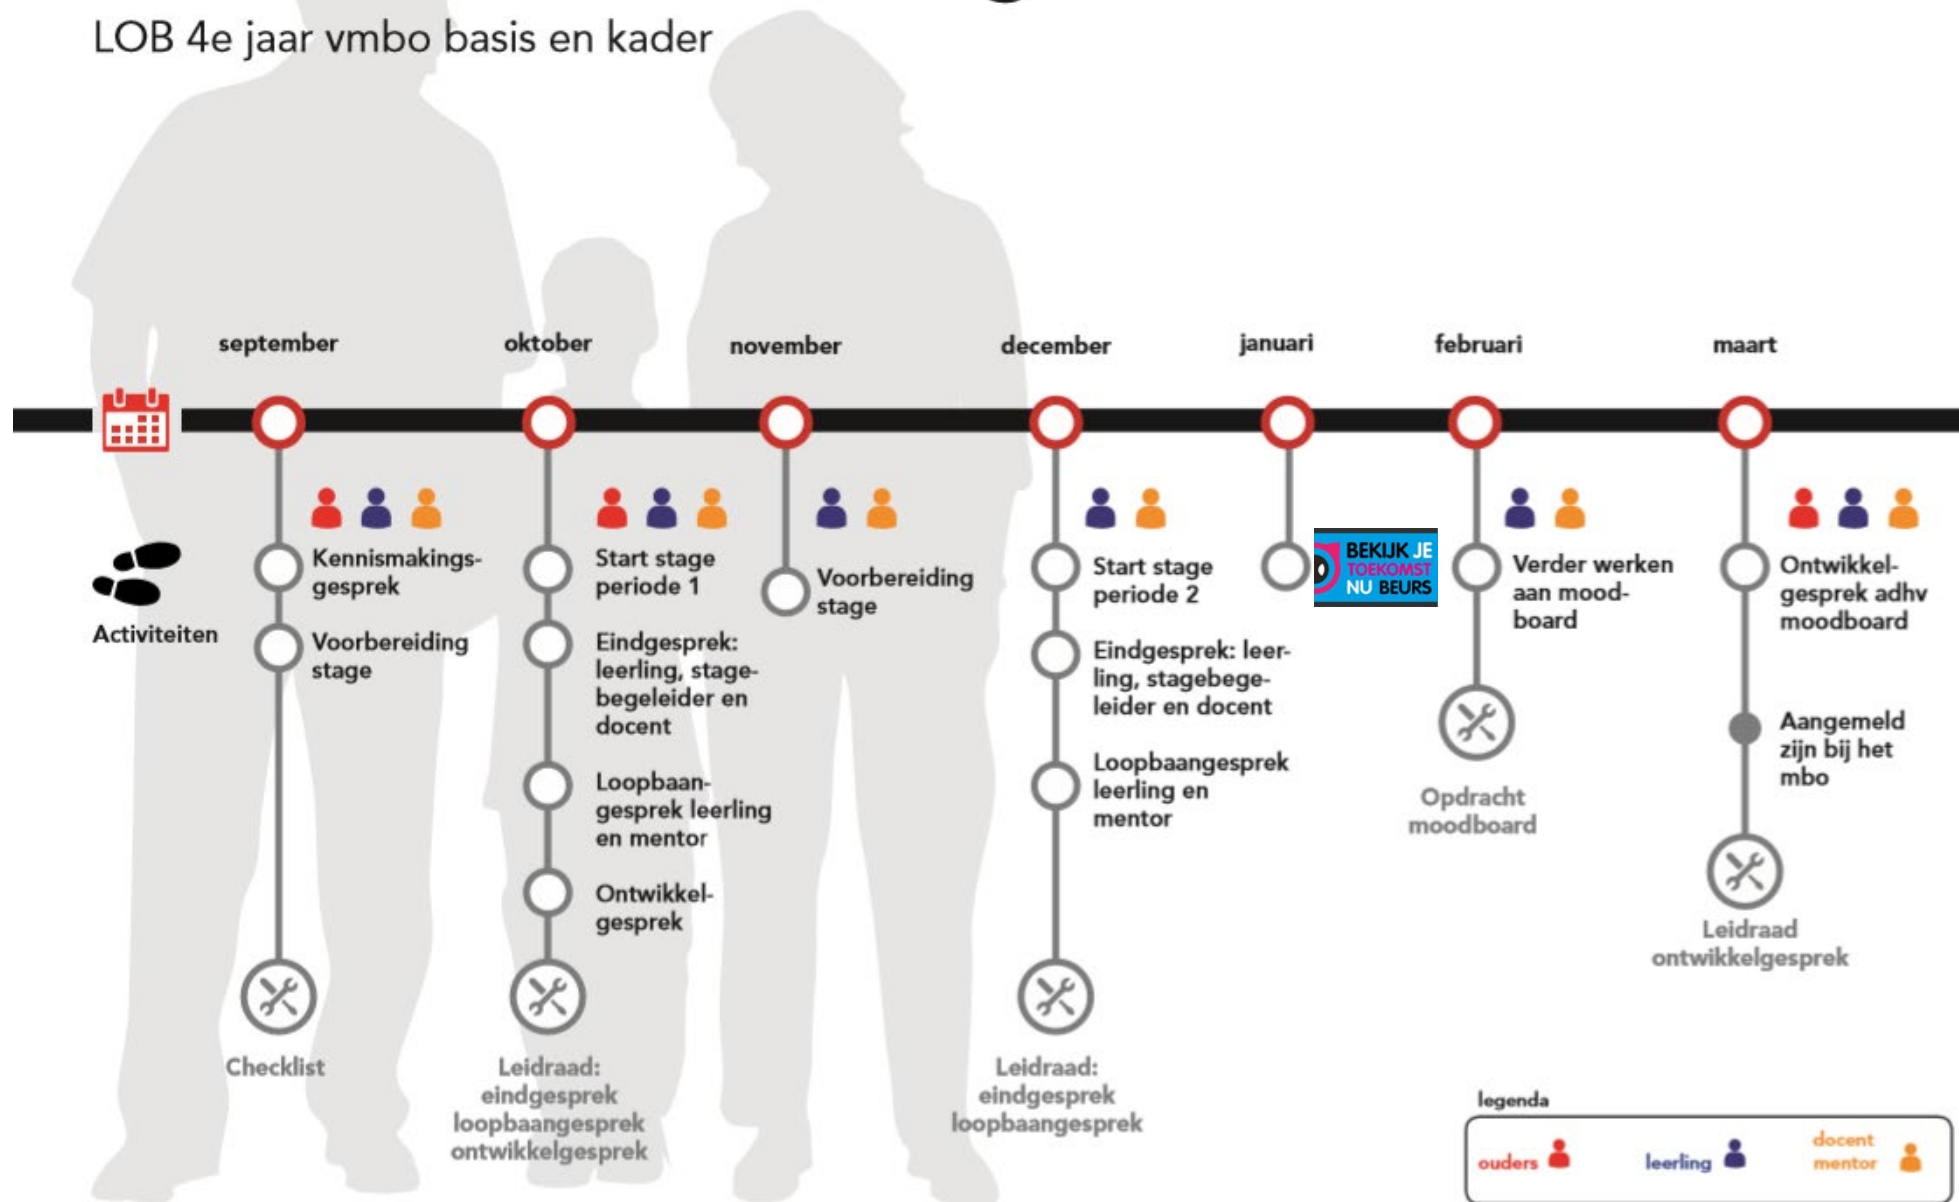 LOB 4e jaar vmbo basis en kader
september
oktober
november
december
januari
februari
maart
Activiteiten
Kennismakings-
gesprek
Voorbereiding
stage
Checklist
Start stage
periode 1
Eindgesprek:
leerling, stage-
begeleider en
docent
Loopbaan-
gesprek leerling
en mentor
Ontwikkel-
gesprek
Leidraad:
eindgesprek
loopbaangesprek
ontwikkelgesprek
Voorbereiding
stage
Start stage
periode 2
Eindgesprek: leer-
ling, stagebege-
leider en docent
Loopbaangesprek
leerling en
mentor
Leidraad:
eindgesprek
loopbaangesprek
BEKIJK JE
TOEKOMST
NU BEURS
Verder werken
aan mood-
board
Opdracht
moodboard
Ontwikkel-
gesprek adhv
moodboard
Aangemeld
zijn bij het
mbo
Leidraad
ontwikkelgesprek
legenda
ouders
leerling
docent
mentor